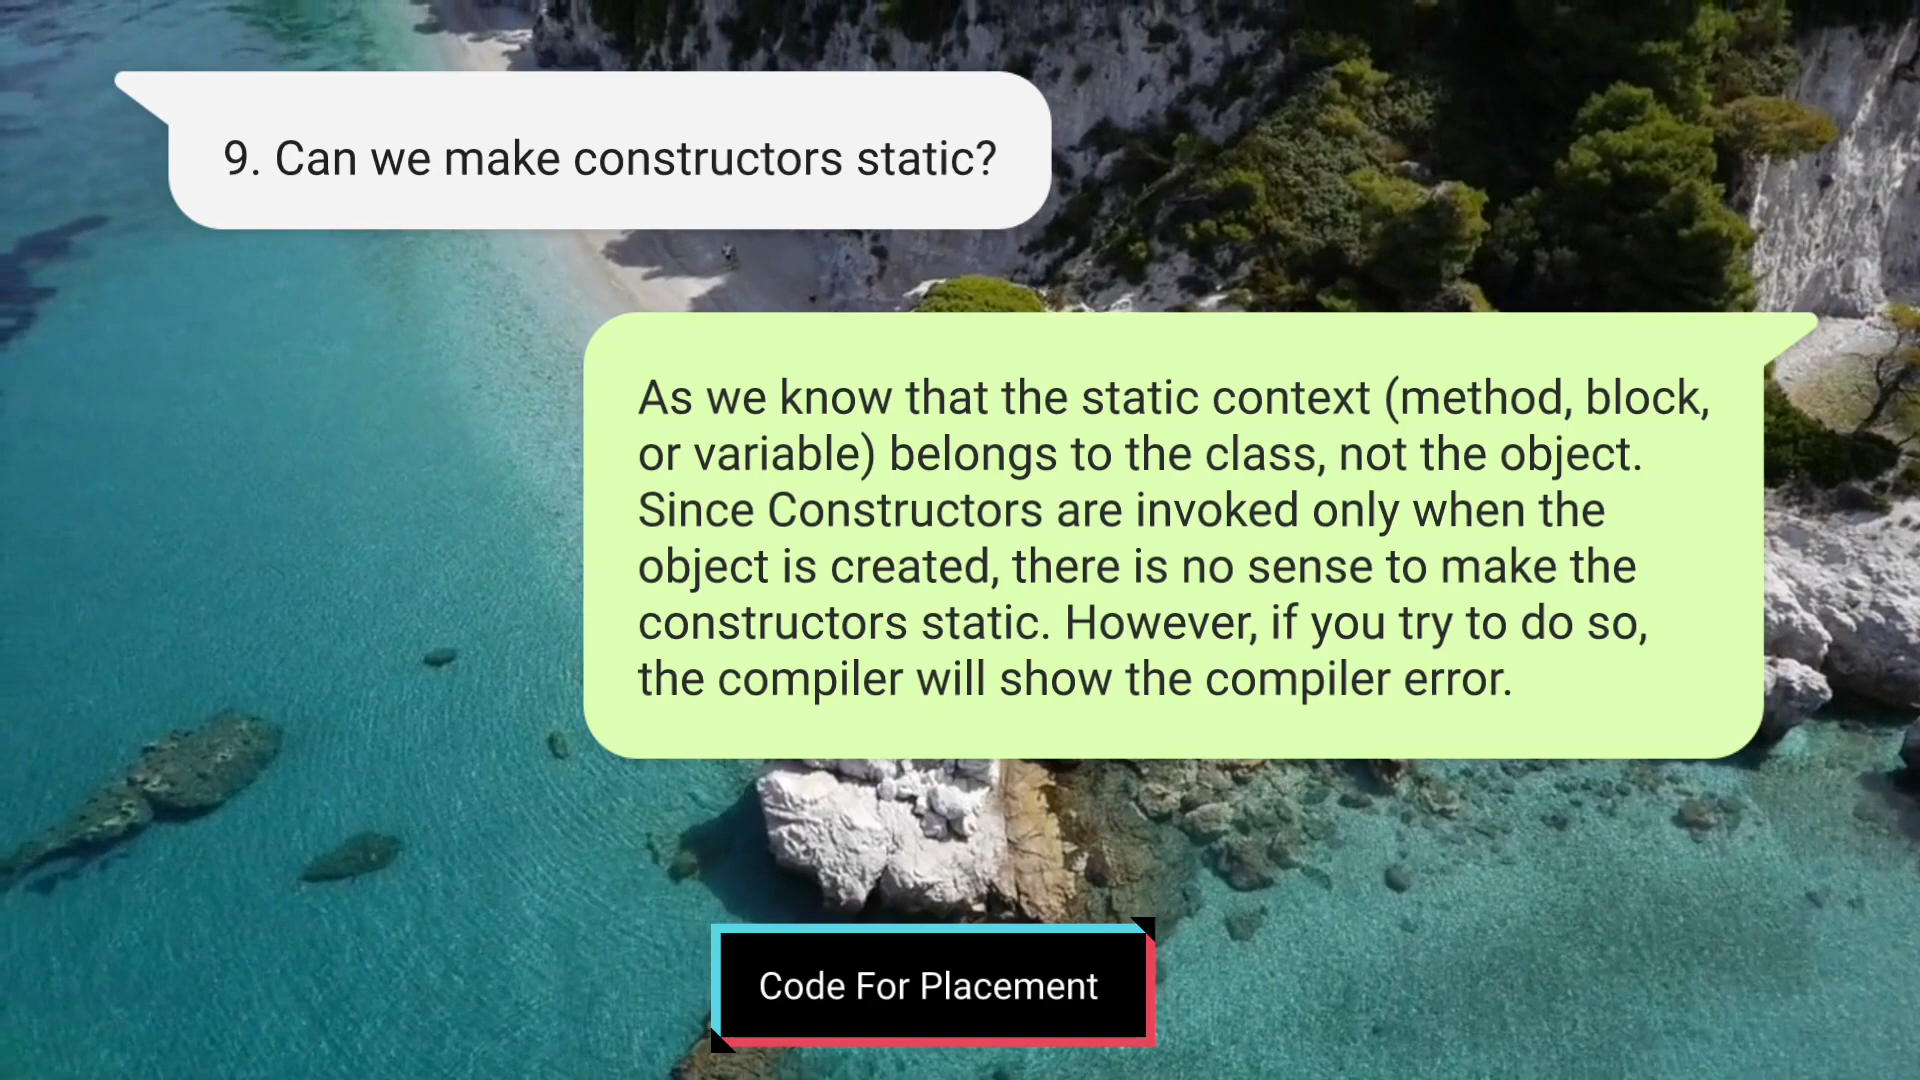 9. Can we make constructors static?
As we know that the static context (method, block,
or variable) belongs to the class, not the object.
Since Constructors are invoked only when the
object is created, there is no sense to make the
constructors static. However, if you try to do so,
the compiler will show the compiler error.
Code For Placement